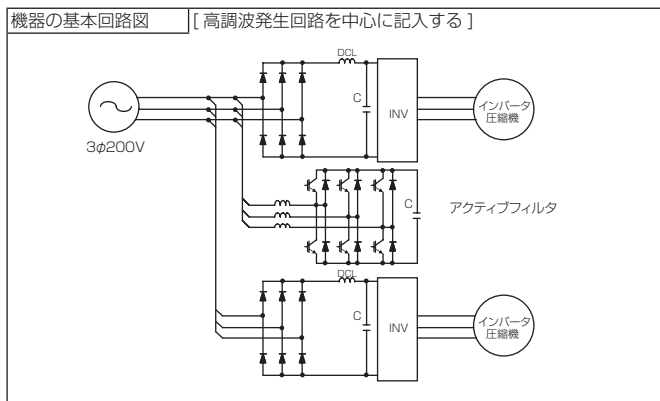 機器の基本回路図 [ 高調波発生回路を中心に記入する ]
DCL
C
INV
インバータ
圧縮機
3φ200V
C
アクティブフィルタ
DCL
C
INV
インバータ
圧縮機